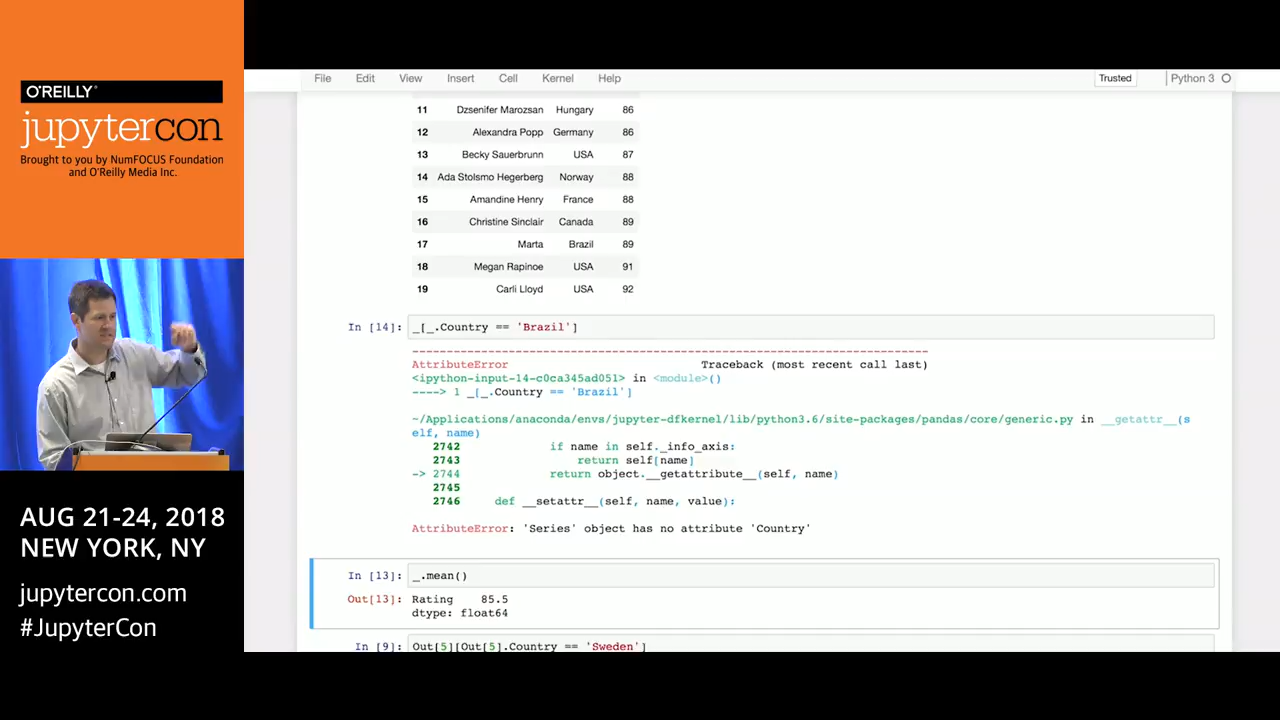 O'REILLY®
jupytercon
Brought to you by NumFOCUS Foundation
and O'Reilly Media Inc.
AUG 21-24, 2018
NEW YORK, NY
jupytercon.com
#JupyterCon
File Edit View Insert Cell Kernel Help Trusted Python 3
11 Dzsenifer Marozsan Hungary 86
12 Alexandra Popp Germany 86
13 Becky Sauerbrunn USA 87
14 Ada Stolsmo Hegerberg Norway 88
15 Amandine Henry France 88
16 Christine Sinclair Canada 89
17 Marta Brazil 89
18 Megan Rapinoe USA 91
19 Carli Lloyd USA 92
In [14]: _[_.Country == 'Brazil']
---------------------------------------------------------------------------
AttributeError Traceback (most recent call last)
<ipython-input-14-c0ca345ad051> in <module>()
----> 1 _[_.Country == 'Brazil']
~/Applications/anaconda/envs/jupyter-dfkernel/lib/python3.6/site-packages/pandas/core/generic.py in __getattr__(s
elf, name)
2742 if name in self._info_axis:
2743 return self[name]
-> 2744 return object.__getattribute__(self, name)
2745
2746 def __setattr__(self, name, value):
AttributeError: 'Series' object has no attribute 'Country'
In [13]: _.mean()
Out[13]: Rating 85.5
dtype: float64
In [9]: Out[5][Out[5].Country == 'Sweden']